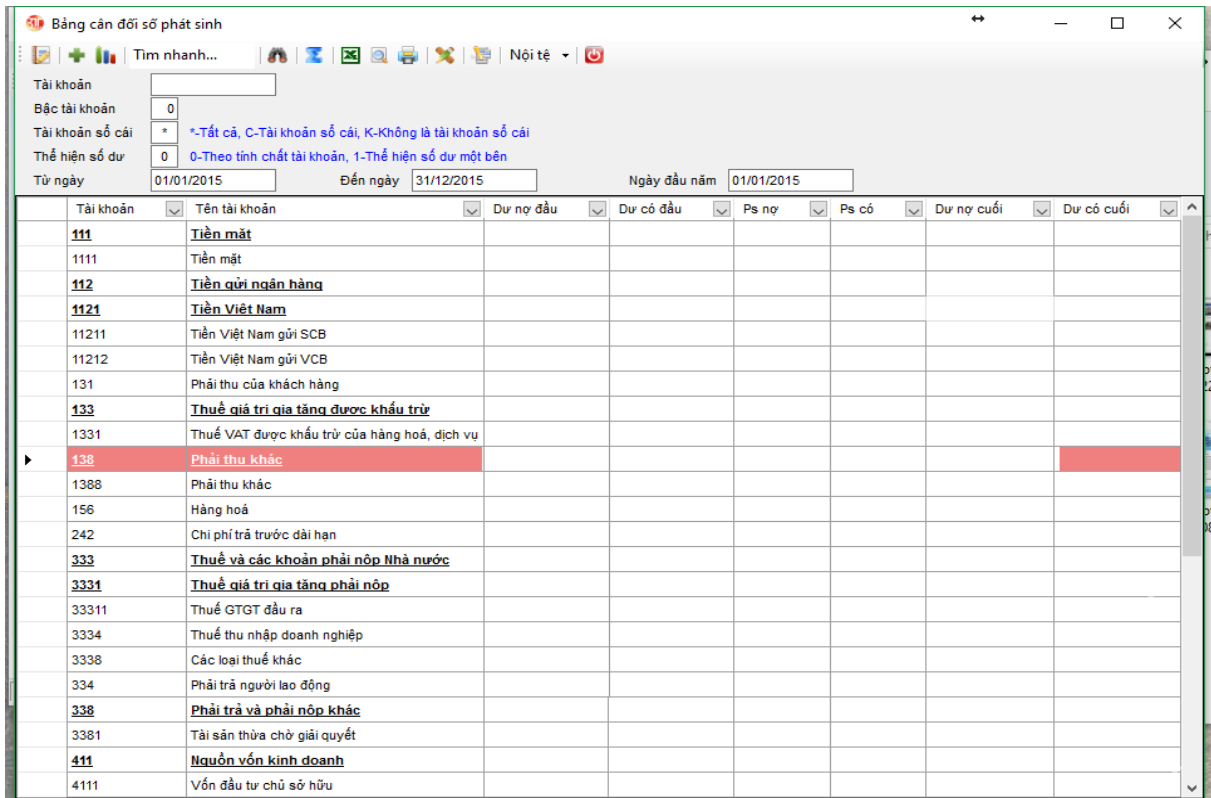 Bảng cân đối số phát sinh
Tìm nhanh... Nội tệ
Tài khoản
Bậc tài khoản 0
Tài khoản sổ cái * *-Tất cả, C-Tài khoản sổ cái, K-Không là tài khoản sổ cái
Thể hiện số dư 0 0-Theo tính chất tài khoản, 1-Thể hiện số dư một bên
Từ ngày 01/01/2015 Đến ngày 31/12/2015 Ngày đầu năm 01/01/2015
Tài khoản Tên tài khoản Dư nợ đầu Dư có đầu Ps nợ Ps có Dư nợ cuối Dư có cuối
111 Tiền mặt
1111 Tiền mặt
112 Tiền gửi ngân hàng
1121 Tiền Việt Nam
11211 Tiền Việt Nam gửi SCB
11212 Tiền Việt Nam gửi VCB
131 Phải thu của khách hàng
133 Thuế giá trị gia tăng được khấu trừ
1331 Thuế VAT được khấu trừ của hàng hoá, dịch vụ
138 Phải thu khác
1388 Phải thu khác
156 Hàng hoá
242 Chi phí trả trước dài hạn
333 Thuế và các khoản phải nộp Nhà nước
3331 Thuế giá trị gia tăng phải nộp
33311 Thuế GTGT đầu ra
3334 Thuế thu nhập doanh nghiệp
3338 Các loại thuế khác
334 Phải trả người lao động
338 Phải trả và phải nộp khác
3381 Tài sản thừa chờ giải quyết
411 Nguồn vốn kinh doanh
4111 Vốn đầu tư chủ sở hữu